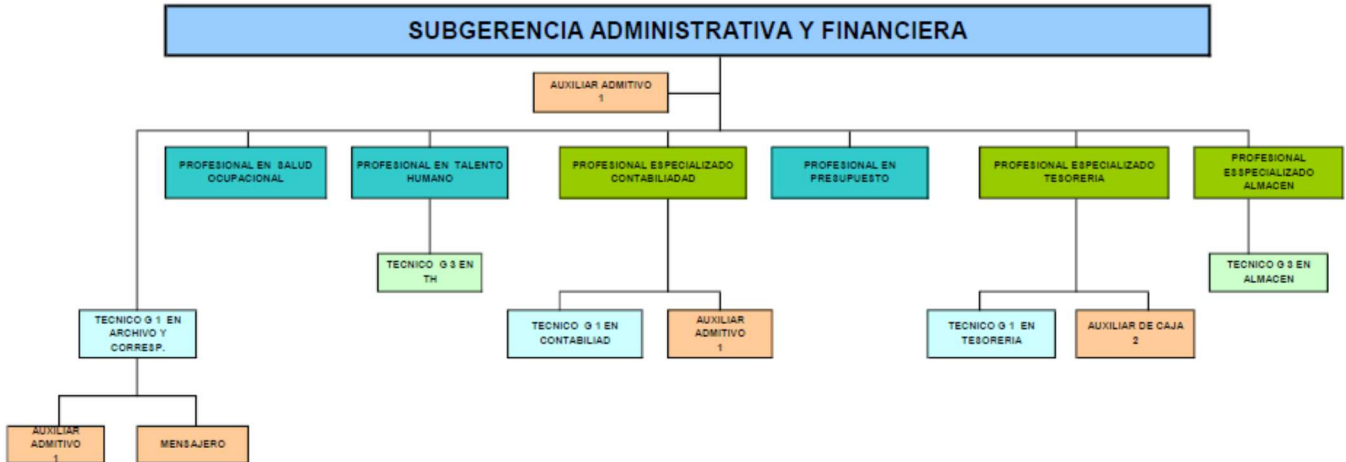 SUBGERENCIA ADMINISTRATIVA Y FINANCIERA
AUXILIAR ADMITIVO
1
PROFESIONAL EN SALUD
OCUPACIONAL
PROFESIONAL EN TALENTO
HUMANO
PROFESIONAL ESPECIALIZADO
CONTABILIADAD
PROFESIONAL EN
PRESUPUESTO
PROFESIONAL ESPECIALIZADO
TESORERIA
PROFESIONAL
ESSPECIALIZADO
ALMACEN
TECNICO G 3 EN
TH
TECNICO G 3 EN
ALMACEN
TECNICO G 1 EN
ARCHIVO Y
CORRESP.
TECNICO G 1 EN
CONTABILIAD
AUXILIAR
ADMITIVO
1
TECNICO G 1 EN
TESORERIA
AUXILIAR DE CAJA
2
AUXILIAR
ADMITIVO
1
MENSAJERO